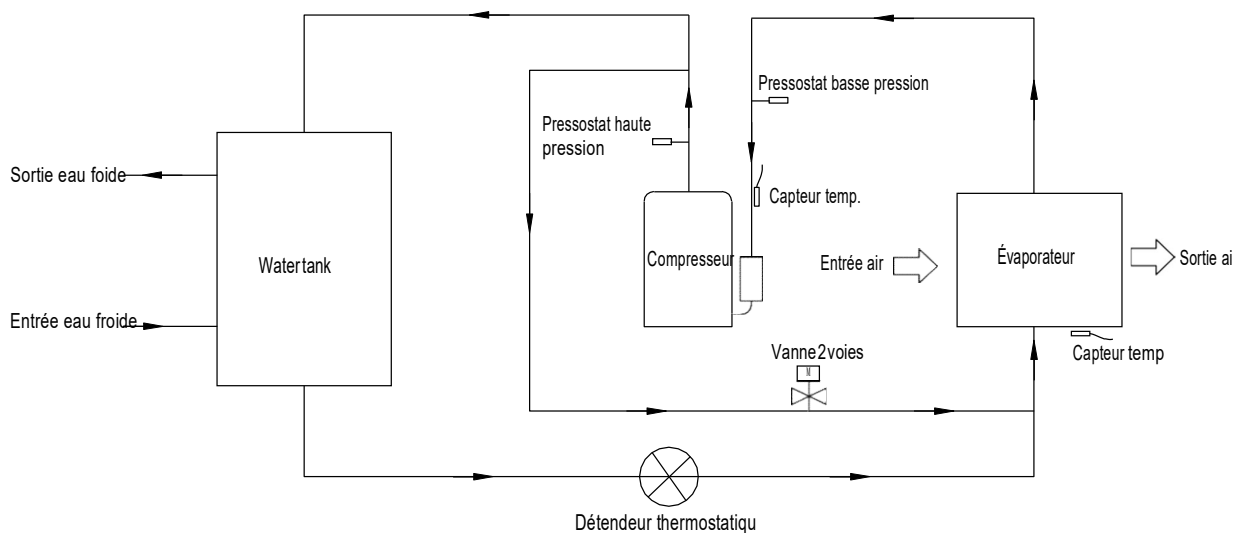 Pressostat basse pression
Pressostat haute
pression
Sortie eau foide
Capteur temp.
Watertank
Compresseur
Entrée air
Évaporateur
Sortie ai
Entrée eau froide
Vanne2voies
M
Capteur temp
Détendeur thermostatiqu